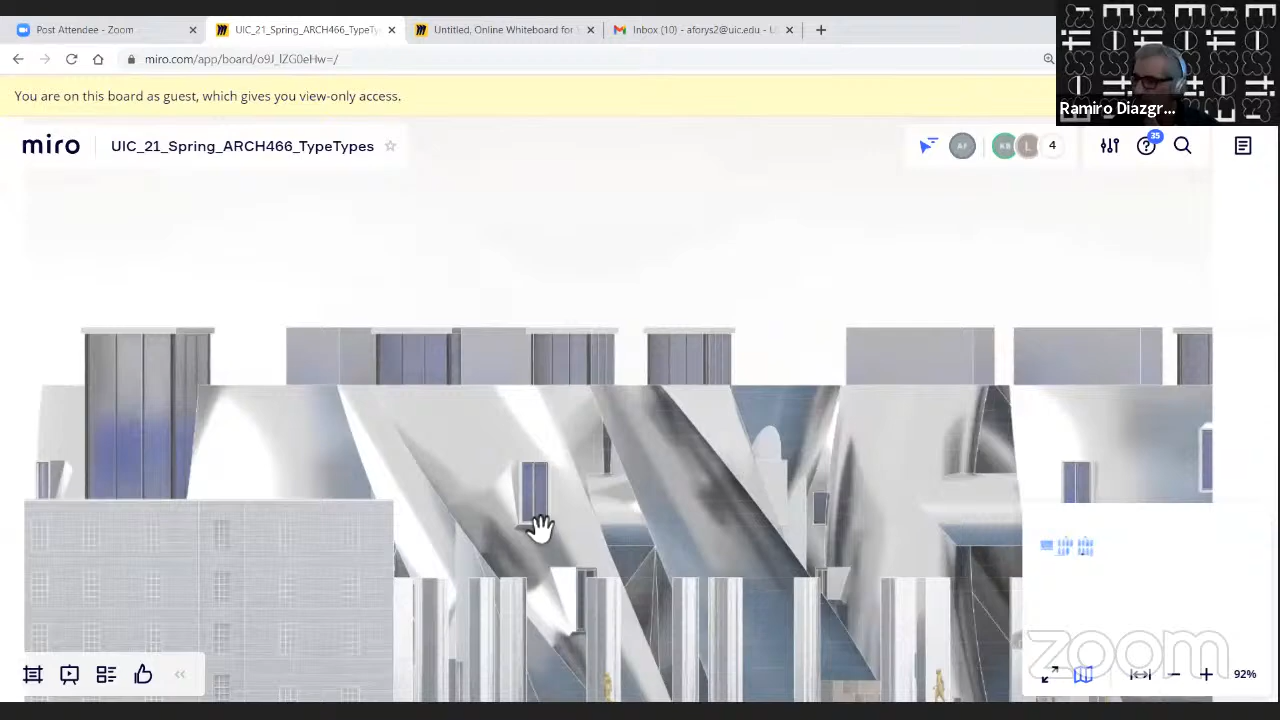 Post Attendee - Zoom
UIC_21_Spring_ARCH466_TypeTy
Untitled, Online Whiteboard for
Inbox (10) - aforys2@uic.edu - U
miro.com/app/board/o9J_lZG0eHw=/
You are on this board as guest, which gives you view-only access.
Ramiro Diazgr...
miro
UIC_21_Spring_ARCH466_TypeTypes
AF
KB
L
4
35
zoom
92%